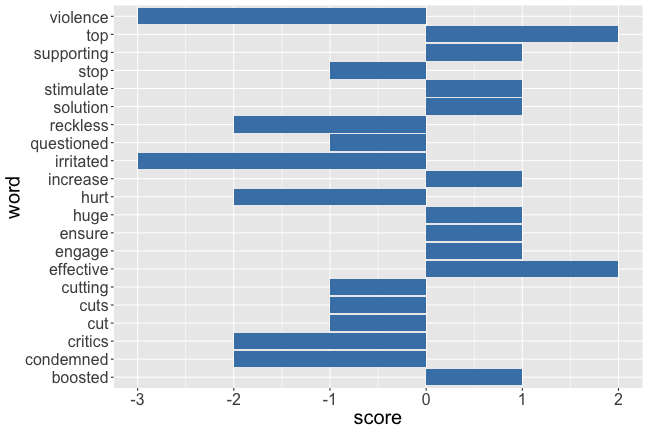 word
violence
top
supporting
stop
stimulate
solution
reckless
questioned
irritated
increase
hurt
huge
ensure
engage
effective
cutting
cuts
cut
critics
condemned
boosted
-3 -2 -1 0 1 2
score